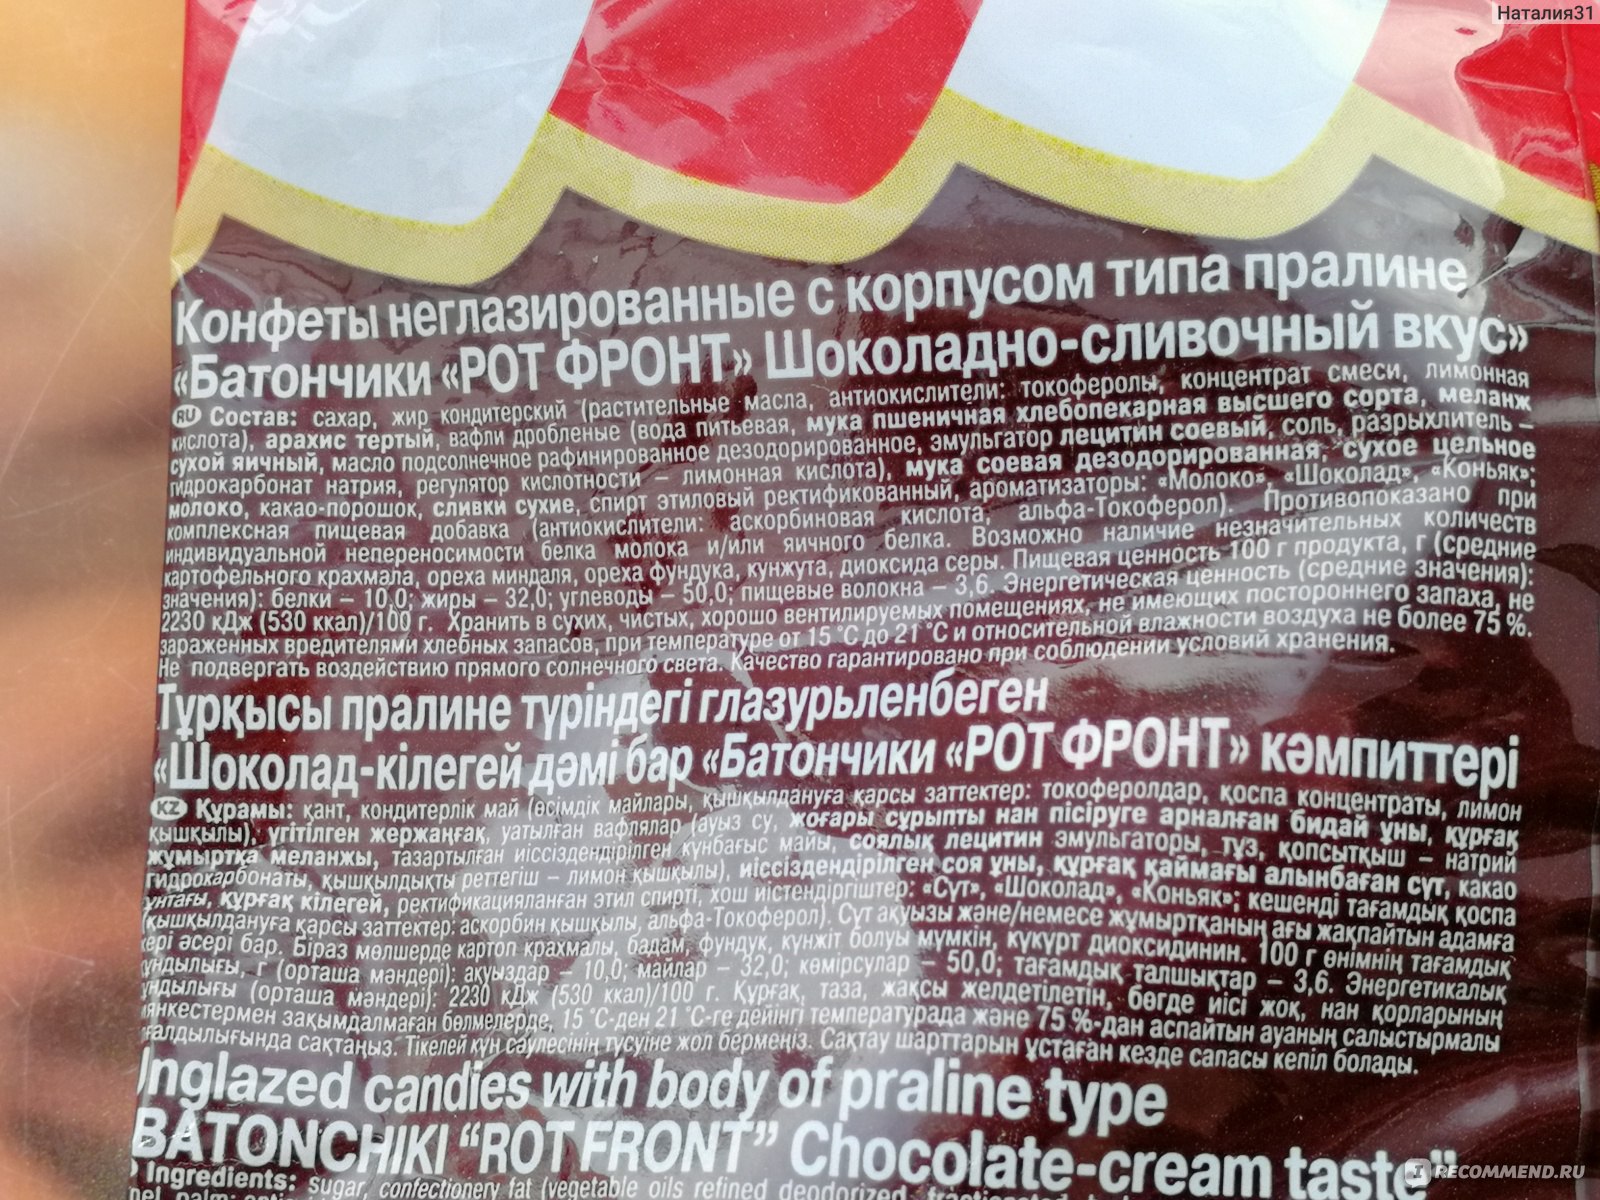 Наталия31
Конфеты неглазированные с корпусом типа пралине
«Батончики «РОТ ФРОНТ» Шоколадно-сливочный вкус»
RU Состав: сахар, жир кондитерский (растительные масла, антиокислители: токоферолы, концентрат смеси, лимонная
кислота), арахис тертый, вафли дробленые (вода питьевая, мука пшеничная хлебопекарная высшего сорта, меланж
сухой яичный, масло подсолнечное рафинированное дезодорированное, эмульгатор лецитин соевый, соль, разрыхлитель –
гидрокарбонат натрия, регулятор кислотности – лимонная кислота), мука соевая дезодорированная, сухое цельное
молоко, какао-порошок, сливки сухие, спирт этиловый ректификованный, ароматизаторы: «Молоко», «Шоколад», «Коньяк»;
комплексная пищевая добавка (антиокислители: аскорбиновая кислота, альфа-Токоферол). Противопоказано при
индивидуальной непереносимости белка молока и/или яичного белка. Возможно наличие незначительных количеств
картофельного крахмала, ореха миндаля, ореха фундука, кунжута, диоксида серы. Пищевая ценность 100 г продукта, г (средние
значения): белки – 10,0; жиры – 32,0; углеводы – 50,0; пищевые волокна – 3,6. Энергетическая ценность (средние значения):
2230 кДж (530 ккал)/100 г. Хранить в сухих, чистых, хорошо вентилируемых помещениях, не имеющих постороннего запаха, не
зараженных вредителями хлебных запасов, при температуре от 15 °С до 21 °С и относительной влажности воздуха не более 75 %.
Не подвергать воздействию прямого солнечного света. Качество гарантировано при соблюдении условий хранения.
Тұрқысы пралине түріндегі глазурьленбеген
«Шоколад-кілегей дәмі бар «Батончики «РОТ ФРОНТ» кәмпиттері
KZ Құрамы: қант, кондитерлік май (өсімдік майлары, қышқылдануға қарсы заттектер: токоферолдар, қоспа концентраты, лимон
қышқылы), үгітілген жержаңғақ, уатылған вафлялар (ауыз су, жоғары сұрыпты нан пісіруге арналған бидай ұны, құрғақ
жұмыртқа меланжы, тазартылған иіссіздендірілген күнбағыс майы, соялық лецитин эмульгаторы, тұз, қопсытқыш – натрий
гидрокарбонаты, қышқылдықты реттегіш – лимон қышқылы), иіссіздендірілген соя ұны, құрғақ қаймағы алынбаған сүт, какао
ұнтағы, құрғақ кілегей, ректификацияланған этил спирті, хош иістендіргіштер: «Сүт», «Шоколад», «Коньяк»; кешенді тағамдық қоспа
(қышқылдануға қарсы заттектер: аскорбин қышқылы, альфа-Токоферол). Сүт ақуызы және/немесе жұмыртқаның ағы жақпайтын адамға
кері әсері бар. Біраз мөлшерде картоп крахмалы, бадам, фундук, күнжіт болуы мүмкін, күкүрт диоксидинин. 100 г өнімнің тағамдық
құндылығы, г (орташа мәндері): ақуыздар – 10,0; майлар – 32,0; көмірсулар – 50,0; тағамдық талшықтар – 3,6. Энергетикалық
құндылығы (орташа мәндері): 2230 кДж (530 ккал)/100 г. Құрғақ, таза, жақсы желдетілетін, бөгде иісі жоқ, нан қорларының
зиянкестермен зақымдалмаған бөлмелерде, 15 °С-ден 21 °С-ге дейінгі температурада және 75 %-дан аспайтын ауаның салыстырмалы
ылғалдылығында сақтаңыз. Тікелей күн сәулесінің түсуіне жол бермеңіз. Сақтау шарттарын ұстаған кезде сапасы кепіл болады.
Unglazed candies with body of praline type
BATONCHIKI "ROT FRONT" Chocolate-cream taste"
Ingredients: sugar, confectionery fat (vegetable oils refined deodorized,
IRECOMMEND.RU